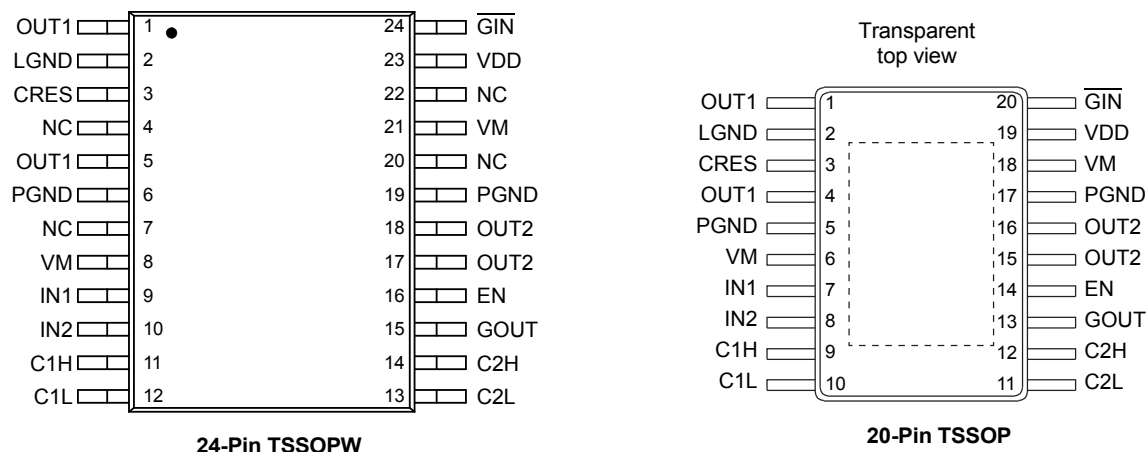 OUT1 1 24 GIN
LGND 2 23 VDD
CRES 3 22 NC
NC 4 21 VM
OUT1 5 20 NC
PGND 6 19 PGND
NC 7 18 OUT2
VM 8 17 OUT2
IN1 9 16 EN
IN2 10 15 GOUT
C1H 11 14 C2H
C1L 12 13 C2L
24-Pin TSSOPW
Transparent
top view
OUT1 1 20 GIN
LGND 2 19 VDD
CRES 3 18 VM
OUT1 4 17 PGND
PGND 5 16 OUT2
VM 6 15 OUT2
IN1 7 14 EN
IN2 8 13 GOUT
C1H 9 12 C2H
C1L 10 11 C2L
20-Pin TSSOP